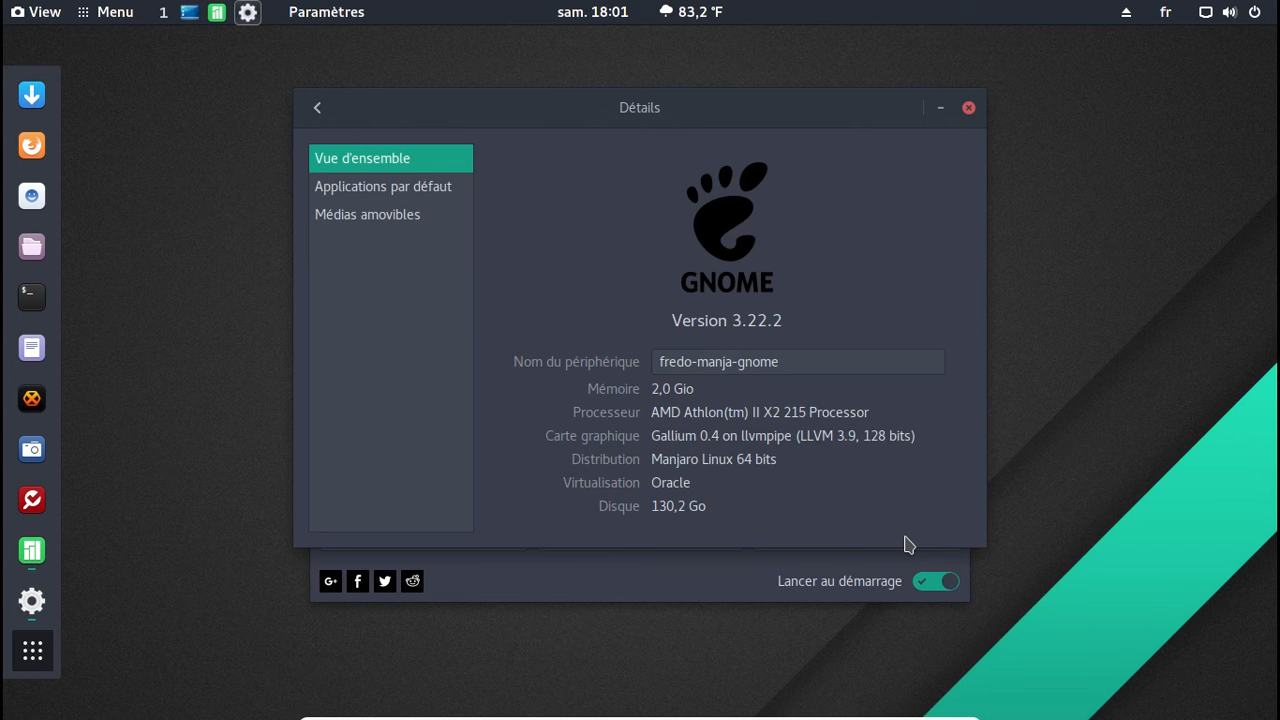 View Menu 1 Paramètres sam. 18:01 83,2 °F fr
Détails
Vue d'ensemble
Applications par défaut
Médias amovibles
GNOME
Version 3.22.2
Nom du périphérique fredo-manja-gnome
Mémoire 2,0 Gio
Processeur AMD Athlon(tm) II X2 215 Processor
Carte graphique Gallium 0.4 on llvmpipe (LLVM 3.9, 128 bits)
Distribution Manjaro Linux 64 bits
Virtualisation Oracle
Disque 130,2 Go
G+ f Lancer au démarrage
$ _